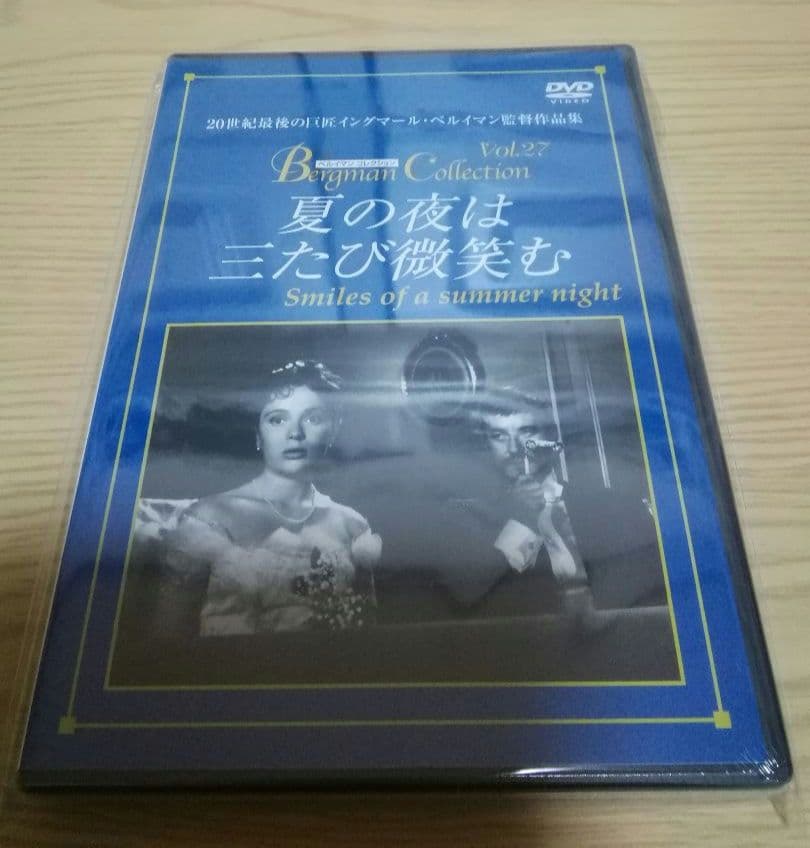 DVD
VIDEO
20世紀最後の巨匠イングマール・ベルイマン監督作品集
Vol.27
ベルイマン コレクション
Bergman Collection
夏の夜は
三たび微笑む
Smiles of a summer night